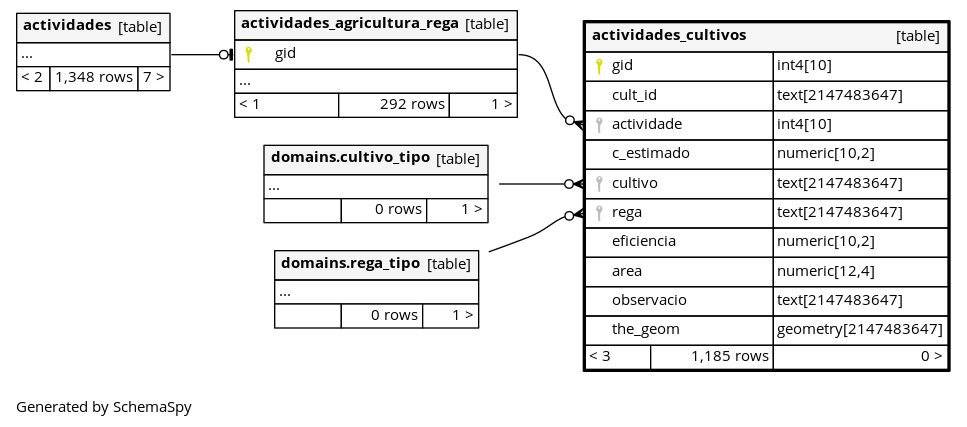 actividades [table]
...
< 2 1,348 rows 7 >
actividades_agricultura_rega [table]
gid
...
< 1 292 rows 1 >
domains.cultivo_tipo [table]
...
0 rows 1 >
domains.rega_tipo [table]
...
0 rows 1 >
actividades_cultivos [table]
gid int4[10]
cult_id text[2147483647]
actividade int4[10]
c_estimado numeric[10,2]
cultivo text[2147483647]
rega text[2147483647]
eficiencia numeric[10,2]
area numeric[12,4]
observacio text[2147483647]
the_geom geometry[2147483647]
< 3 1,185 rows 0 >
Generated by SchemaSpy